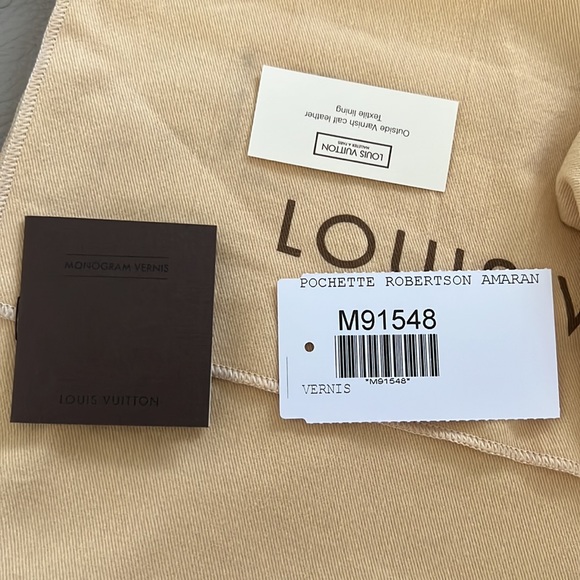 Outside Varnish calf leather
Textile lining
LOUIS VUITTON
MALLETIER À PARIS
LOUIS V
MONOGRAM VERNIS
LOUIS VUITTON
POCHETTE ROBERTSON AMARAN
M91548
*M91548*
VERNIS